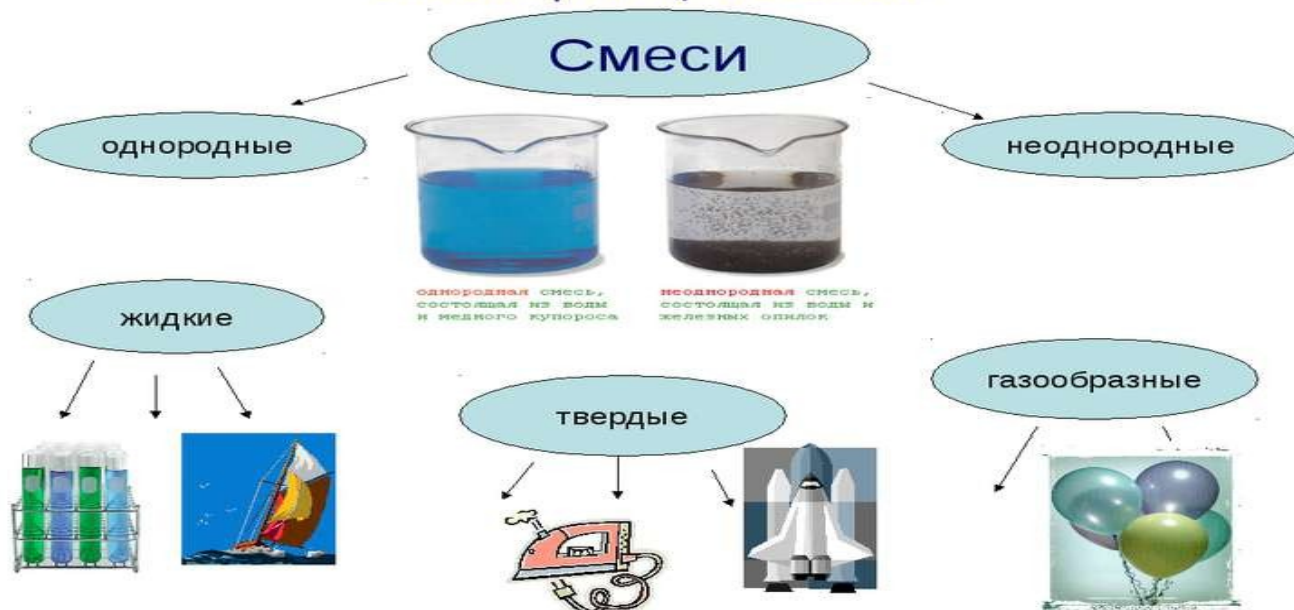 Смеси
однородные
неоднородные
однородная смесь,
состоящая из воды
и медного купороса
неоднородная смесь,
состоящая из воды и
железных опилок
жидкие
твердые
газообразные